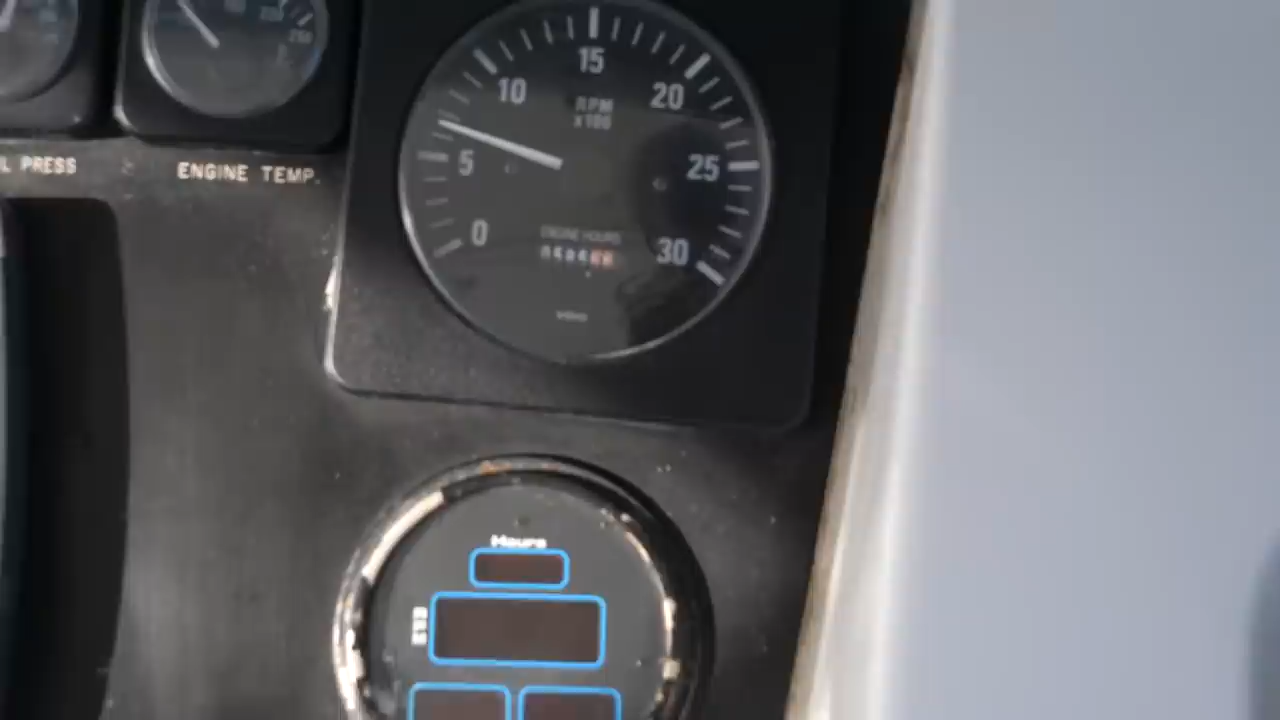 15
10
20
RPM
x100
5
25
0
30
ENGINE HOURS
PRESS
ENGINE TEMP.
Hours